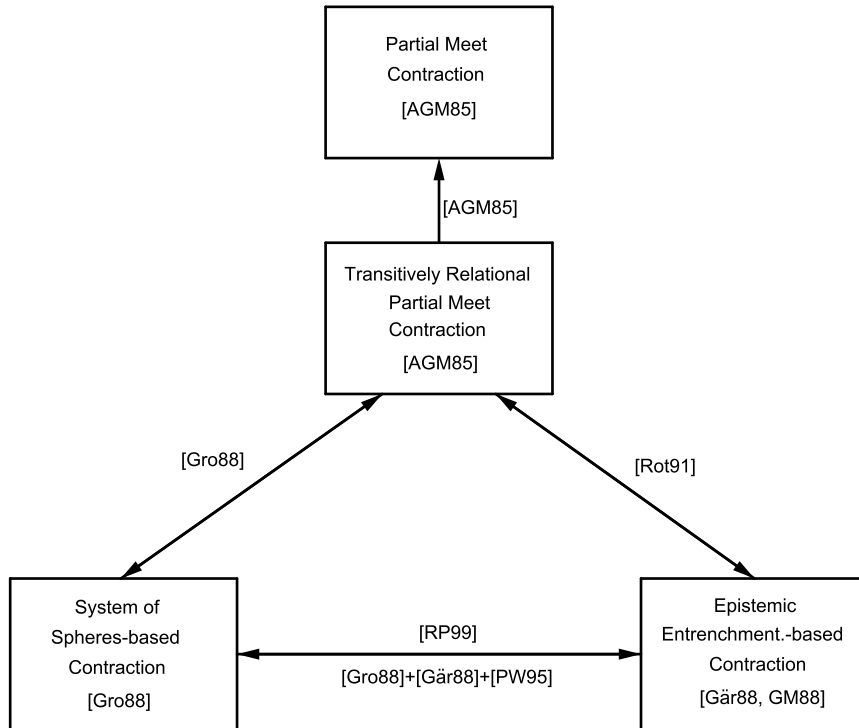 Partial Meet
Contraction
[AGM85]
[AGM85]
Transitively Relational
Partial Meet
Contraction
[AGM85]
[Gro88]
[Rot91]
System of
Spheres-based
Contraction
[Gro88]
[RP99]
[Gro88]+[Gär88]+[PW95]
Epistemic
Entrenchment.-based
Contraction
[Gär88, GM88]